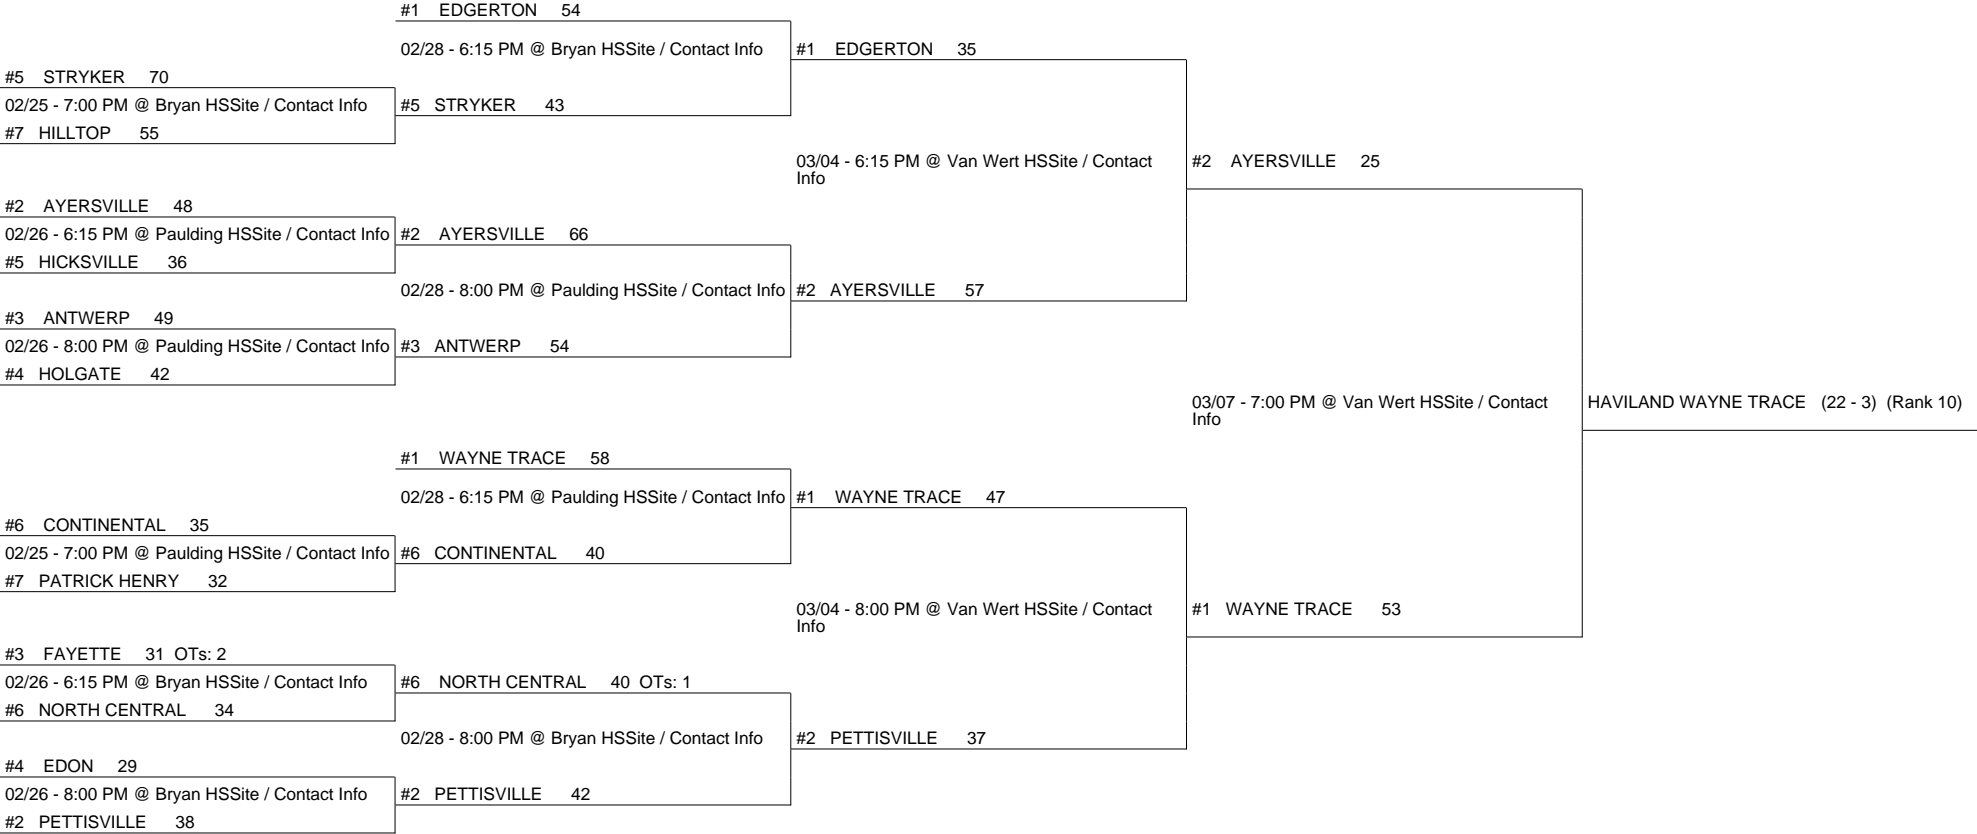 #1 EDGERTON 54
02/28 - 6:15 PM @ Bryan HSSite / Contact Info
#1 EDGERTON 35
#5 STRYKER 70
02/25 - 7:00 PM @ Bryan HSSite / Contact Info
#5 STRYKER 43
#7 HILLTOP 55
03/04 - 6:15 PM @ Van Wert HSSite / Contact
Info
#2 AYERSVILLE 25
#2 AYERSVILLE 48
02/26 - 6:15 PM @ Paulding HSSite / Contact Info
#2 AYERSVILLE 66
#5 HICKSVILLE 36
02/28 - 8:00 PM @ Paulding HSSite / Contact Info
#2 AYERSVILLE 57
#3 ANTWERP 49
02/26 - 8:00 PM @ Paulding HSSite / Contact Info
#3 ANTWERP 54
#4 HOLGATE 42
03/07 - 7:00 PM @ Van Wert HSSite / Contact
Info
HAVILAND WAYNE TRACE (22 - 3) (Rank 10)
#1 WAYNE TRACE 58
02/28 - 6:15 PM @ Paulding HSSite / Contact Info
#1 WAYNE TRACE 47
#6 CONTINENTAL 35
02/25 - 7:00 PM @ Paulding HSSite / Contact Info
#6 CONTINENTAL 40
#7 PATRICK HENRY 32
03/04 - 8:00 PM @ Van Wert HSSite / Contact
Info
#1 WAYNE TRACE 53
#3 FAYETTE 31 OTs: 2
02/26 - 6:15 PM @ Bryan HSSite / Contact Info
#6 NORTH CENTRAL 40 OTs: 1
#6 NORTH CENTRAL 34
02/28 - 8:00 PM @ Bryan HSSite / Contact Info
#2 PETTISVILLE 37
#4 EDON 29
02/26 - 8:00 PM @ Bryan HSSite / Contact Info
#2 PETTISVILLE 42
#2 PETTISVILLE 38